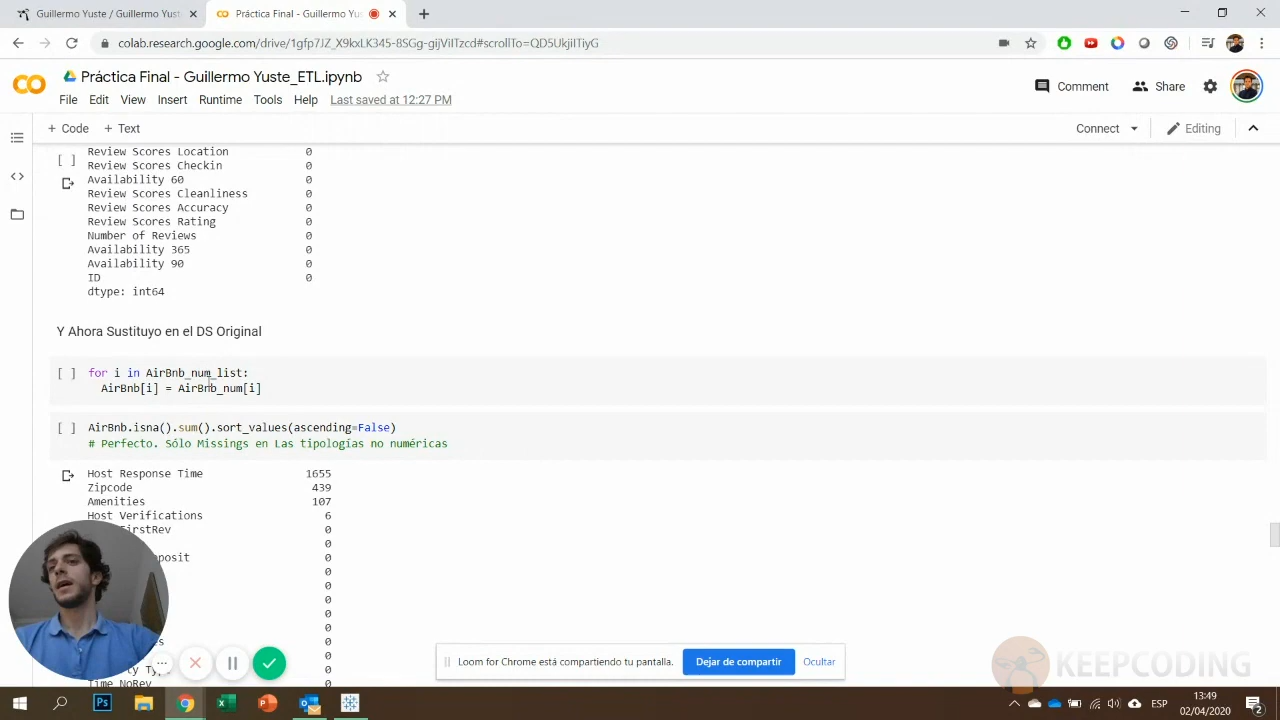 Guillermo Yuste / Guillermo Yust
Práctica Final - Guillermo Yust
colab.research.google.com/drive/1gfp7JZ_X9lxLK345-8SGg-gijViITzcd#scrollTo=QD5UkjiITiyG
Práctica Final - Guillermo Yuste_ETL.ipynb
Comment
Share
File Edit View Insert Runtime Tools Help Last saved at 12:27 PM
+ Code + Text
Connect
Editing
Review Scores Location 0
[ ] Review Scores Checkin 0
Availability 60 0
Review Scores Cleanliness 0
Review Scores Accuracy 0
Review Scores Rating 0
Number of Reviews 0
Availability 365 0
Availability 90 0
ID 0
dtype: int64
Y Ahora Sustituyo en el DS Original
[ ] for i in AirBnb_num_list:
AirBnb[i] = AirBnb_num[i]
[ ] AirBnb.isna().sum().sort_values(ascending=False)
# Perfecto. Sólo Missings en Las tipologías no numéricas
Host Response Time 1655
Zipcode 439
Amenities 107
Host Verifications 6
FirstRev 0
0
posit 0
0
0
0
0
0
s 0
0
ty Ty 0
Time NoRev 0
Loom for Chrome está compartiendo tu pantalla.
Dejar de compartir
Ocultar
KEEPCODING
ESP
13:49
02/04/2020
2